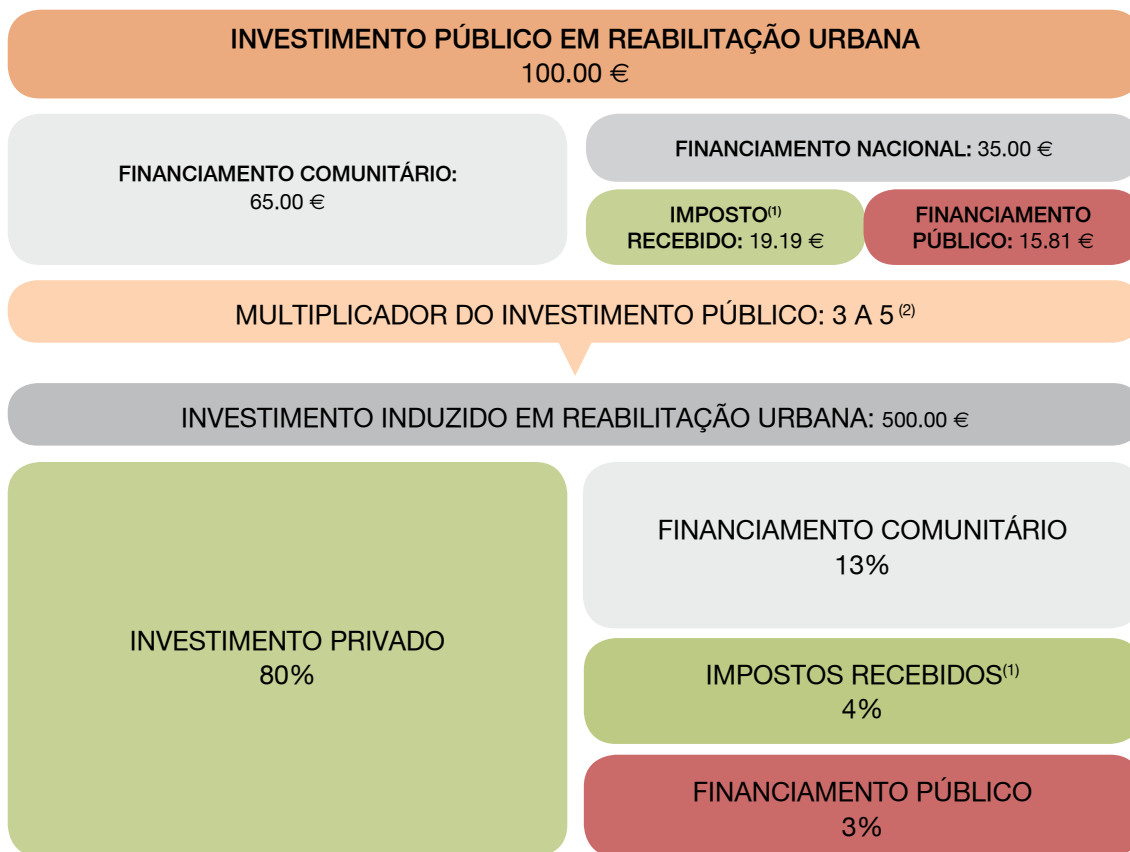 INVESTIMENTO PÚBLICO EM REABILITAÇÃO URBANA
100.00 €
FINANCIAMENTO COMUNITÁRIO:
65.00 €
FINANCIAMENTO NACIONAL: 35.00 €
IMPOSTO(1)
RECEBIDO: 19.19 €
FINANCIAMENTO
PÚBLICO: 15.81 €
MULTIPLICADOR DO INVESTIMENTO PÚBLICO: 3 A 5 (2)
INVESTIMENTO INDUZIDO EM REABILITAÇÃO URBANA: 500.00 €
INVESTIMENTO PRIVADO
80%
FINANCIAMENTO COMUNITÁRIO
13%
IMPOSTOS RECEBIDOS(1)
4%
FINANCIAMENTO PÚBLICO
3%